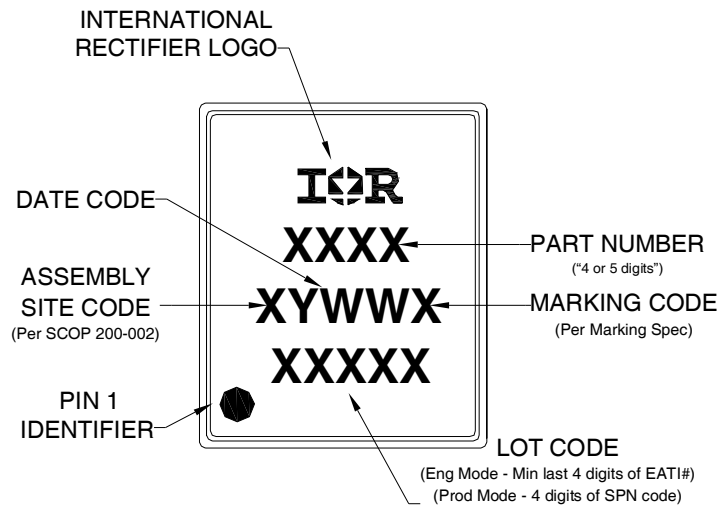 INTERNATIONAL
RECTIFIER LOGO
IOR
DATE CODE
XXXX
PART NUMBER
(“4 or 5 digits”)
ASSEMBLY
SITE CODE
(Per SCOP 200-002)
XYWWX
MARKING CODE
(Per Marking Spec)
XXXXX
PIN 1
IDENTIFIER
LOT CODE
(Eng Mode - Min last 4 digits of EATI#)
(Prod Mode - 4 digits of SPN code)